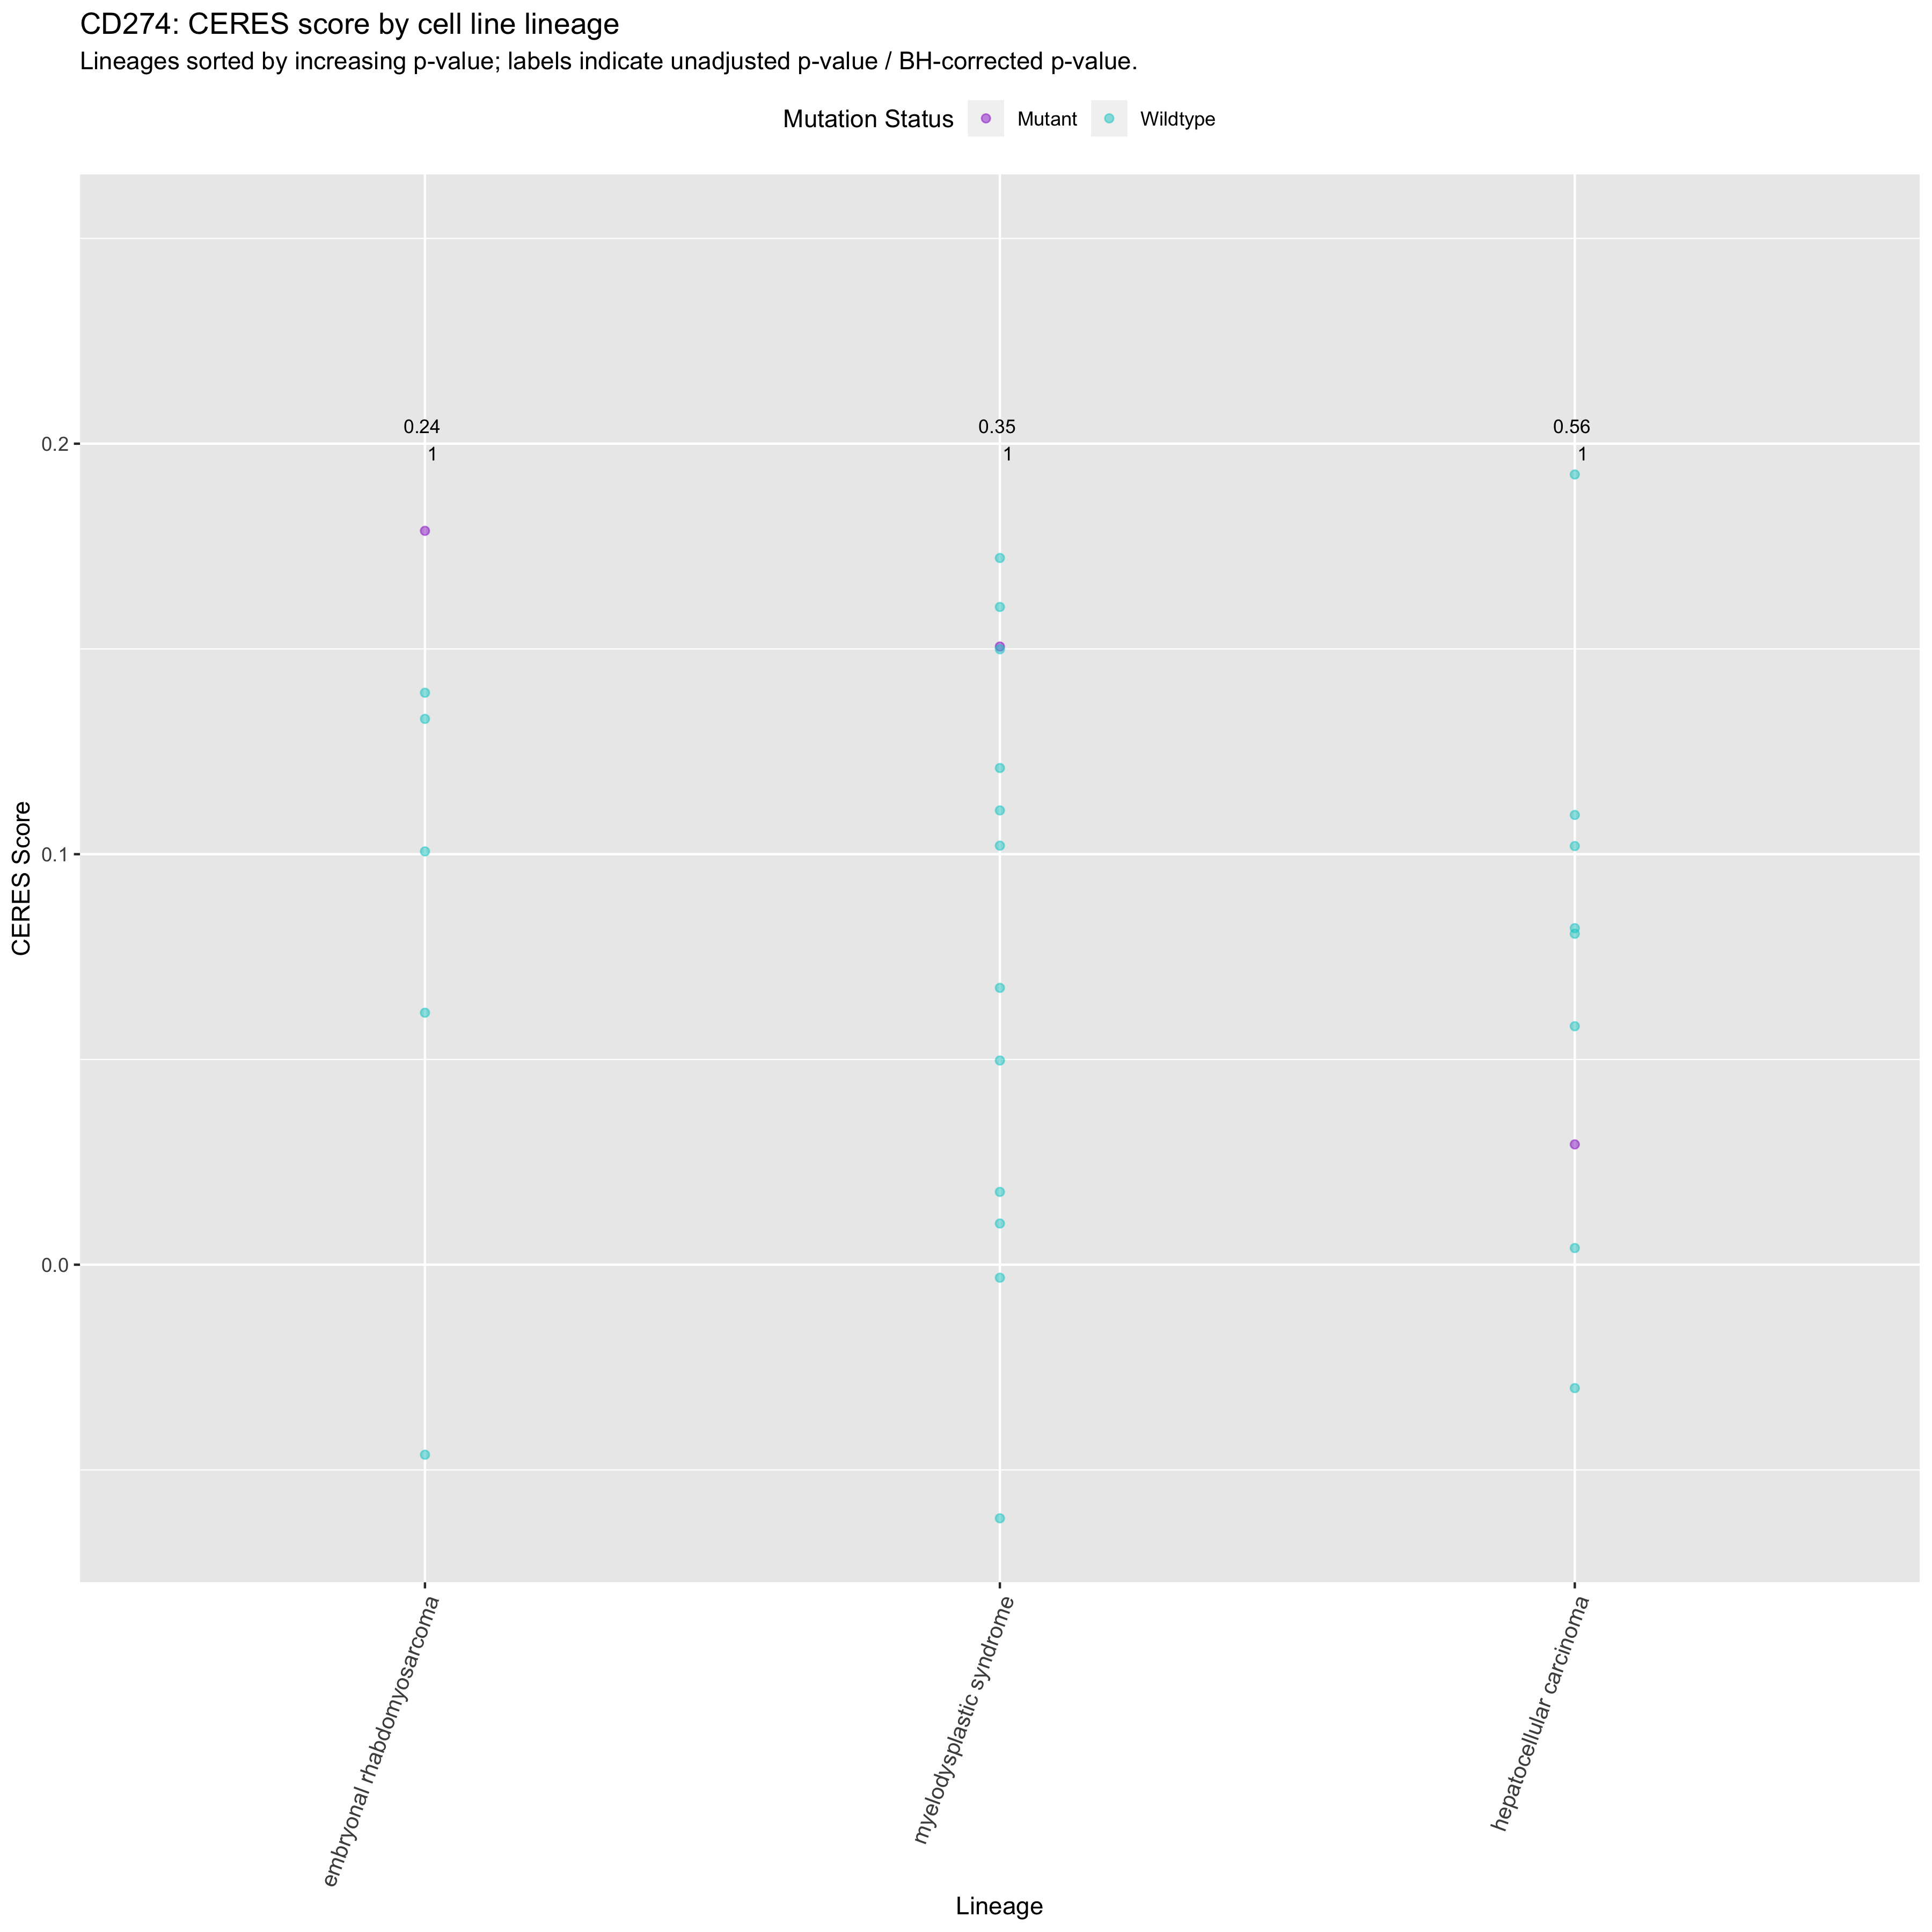 CD274: CERES score by cell line lineage
Lineages sorted by increasing p-value; labels indicate unadjusted p-value / BH-corrected p-value.
Mutation Status Mutant Wildtype
0.24 0.35 0.56
1 1 1
0.2
0.1
0.0
CERES Score
embryonal rhabdomyosarcoma
myelodysplastic syndrome
hepatocellular carcinoma
Lineage